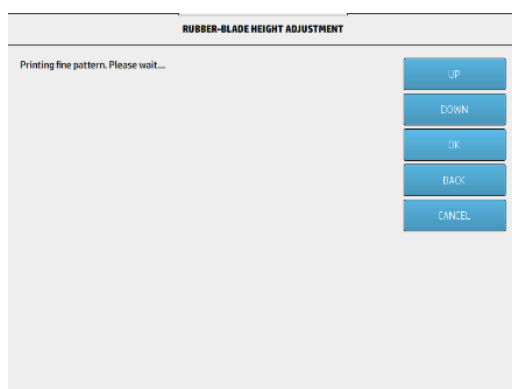 RUBBER-BLADE HEIGHT ADJUSTMENT
Printing fine pattern. Please wait...
UP
DOWN
OK
BACK
CANCEL